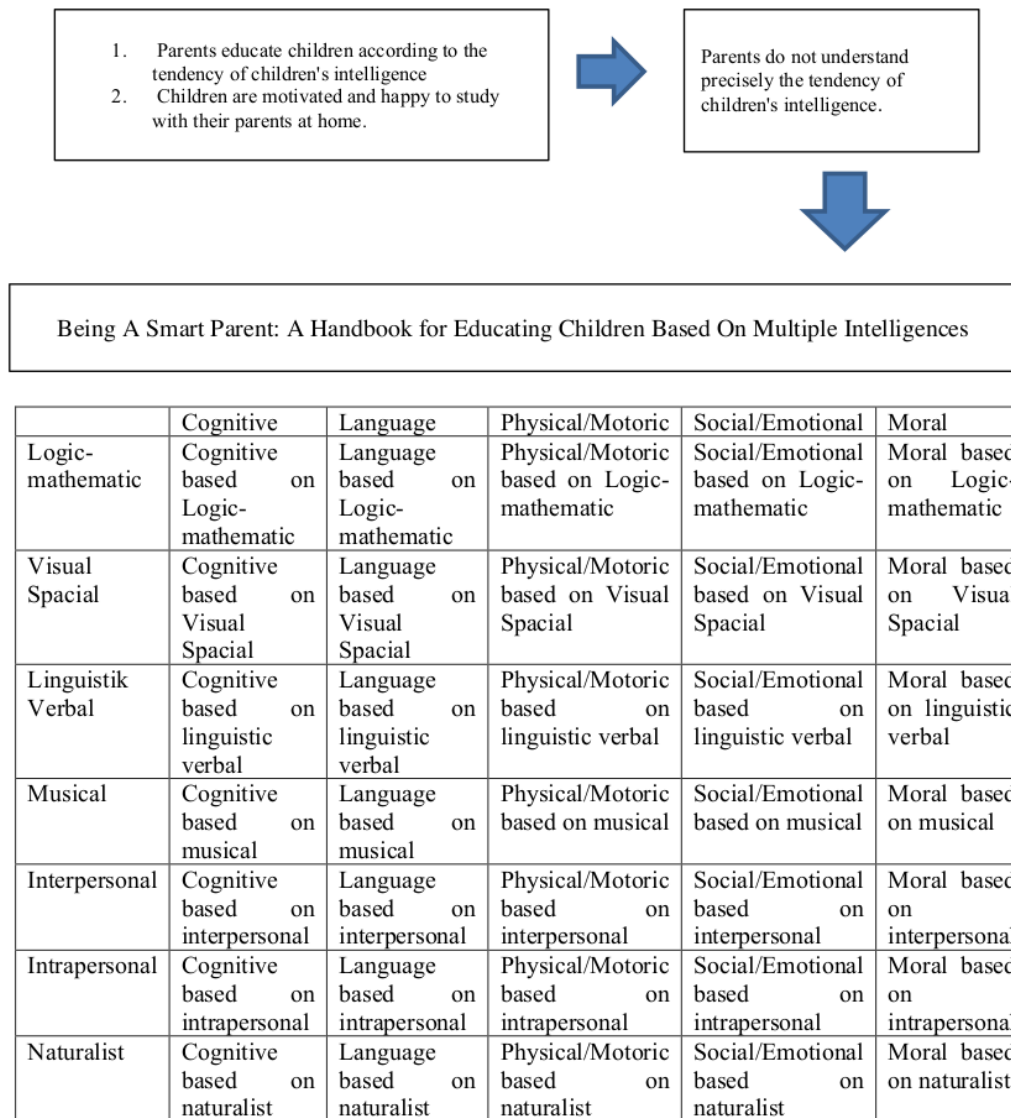 1. Parents educate children according to the
tendency of children's intelligence
2. Children are motivated and happy to study
with their parents at home.
Parents do not understand
precisely the tendency of
children's intelligence.
Being A Smart Parent: A Handbook for Educating Children Based On Multiple Intelligences
Cognitive
Language
Physical/Motoric
Social/Emotional
Moral
Logic-
mathematic
Cognitive
based on
Logic-
mathematic
Language
based on
Logic-
mathematic
Physical/Motoric
based on Logic-
mathematic
Social/Emotional
based on Logic-
mathematic
Moral based
on Logic-
mathematic
Visual
Spacial
Cognitive
based on
Visual
Spacial
Language
based on
Visual
Spacial
Physical/Motoric
based on Visual
Spacial
Social/Emotional
based on Visual
Spacial
Moral based
on Visual
Spacial
Linguistik
Verbal
Cognitive
based on
linguistic
verbal
Language
based on
linguistic
verbal
Physical/Motoric
based on
linguistic verbal
Social/Emotional
based on
linguistic verbal
Moral based
on linguistic
verbal
Musical
Cognitive
based on
musical
Language
based on
musical
Physical/Motoric
based on musical
Social/Emotional
based on musical
Moral based
on musical
Interpersonal
Cognitive
based on
interpersonal
Language
based on
interpersonal
Physical/Motoric
based on
interpersonal
Social/Emotional
based on
interpersonal
Moral based
on
interpersonal
Intrapersonal
Cognitive
based on
intrapersonal
Language
based on
intrapersonal
Physical/Motoric
based on
intrapersonal
Social/Emotional
based on
intrapersonal
Moral based
on
intrapersonal
Naturalist
Cognitive
based on
naturalist
Language
based on
naturalist
Physical/Motoric
based on
naturalist
Social/Emotional
based on
naturalist
Moral based
on naturalist